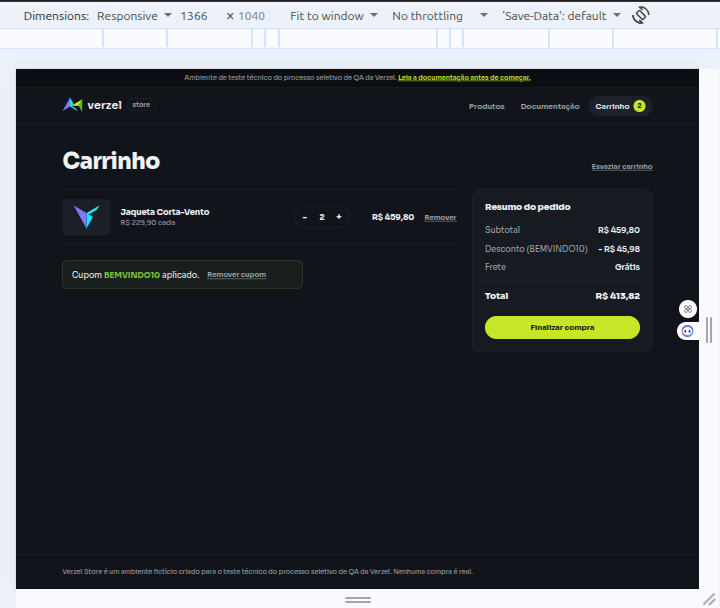 Dimensions: Responsive 1366 × 1040 Fit to window No throttling 'Save-Data': default
Ambiente de teste técnico do processo seletivo de QA da Verzel. Leia a documentação antes de começar.
verzel store Produtos Documentação Carrinho 2
Carrinho
Esvaziar carrinho
Jaqueta Corta-Vento
R$ 229,90 cada
- 2 + R$ 459,80 Remover
Cupom BEMVINDO10 aplicado. Remover cupom
Resumo do pedido
Subtotal R$ 459,80
Desconto (BEMVINDO10) - R$ 45,98
Frete Grátis
Total R$ 413,82
Finalizar compra
Verzel Store é um ambiente fictício criado para o teste técnico do processo seletivo de QA da Verzel. Nenhuma compra é real.